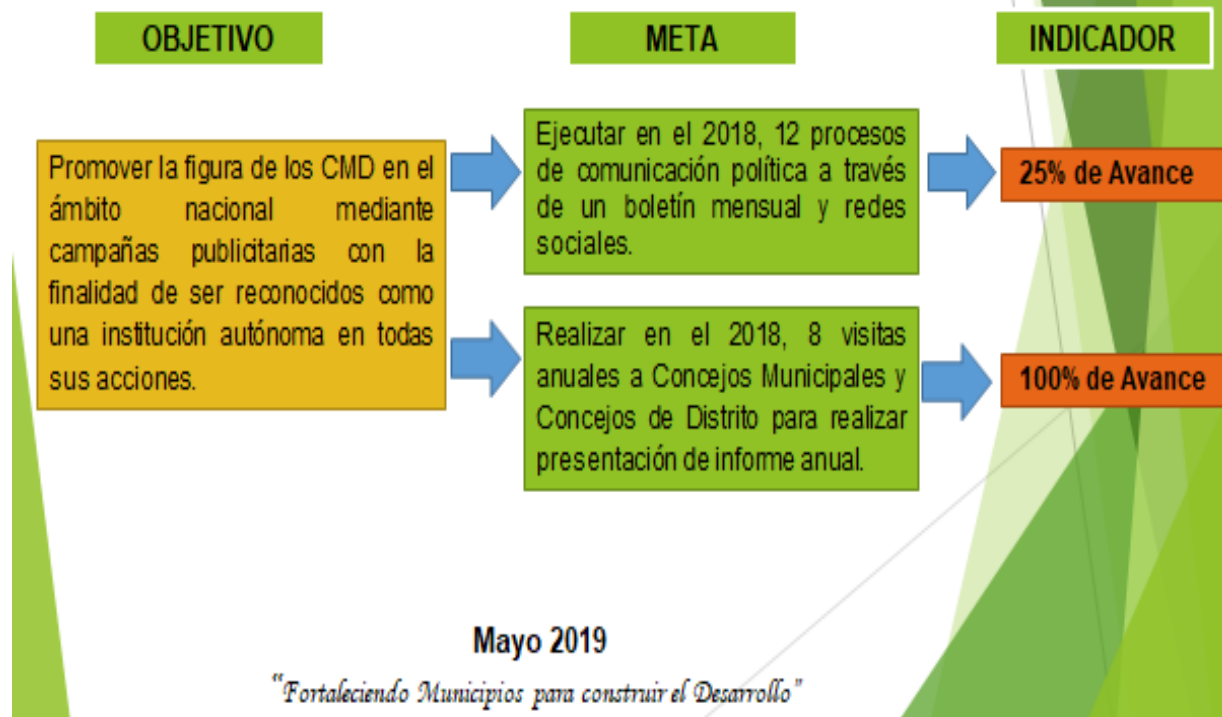 OBJETIVO
META
INDICADOR
Promover la figura de los CMD en el
ámbito nacional mediante
campañas publicitarias con la
finalidad de ser reconocidos como
una institución autónoma en todas
sus acciones.
Ejecutar en el 2018, 12 procesos
de comunicación política a través
de un boletín mensual y redes
sociales.
25% de Avance
Realizar en el 2018, 8 visitas
anuales a Concejos Municipales y
Concejos de Distrito para realizar
presentación de informe anual.
100% de Avance
Mayo 2019
"Fortaleciendo Municipios para construir el Desarrollo"